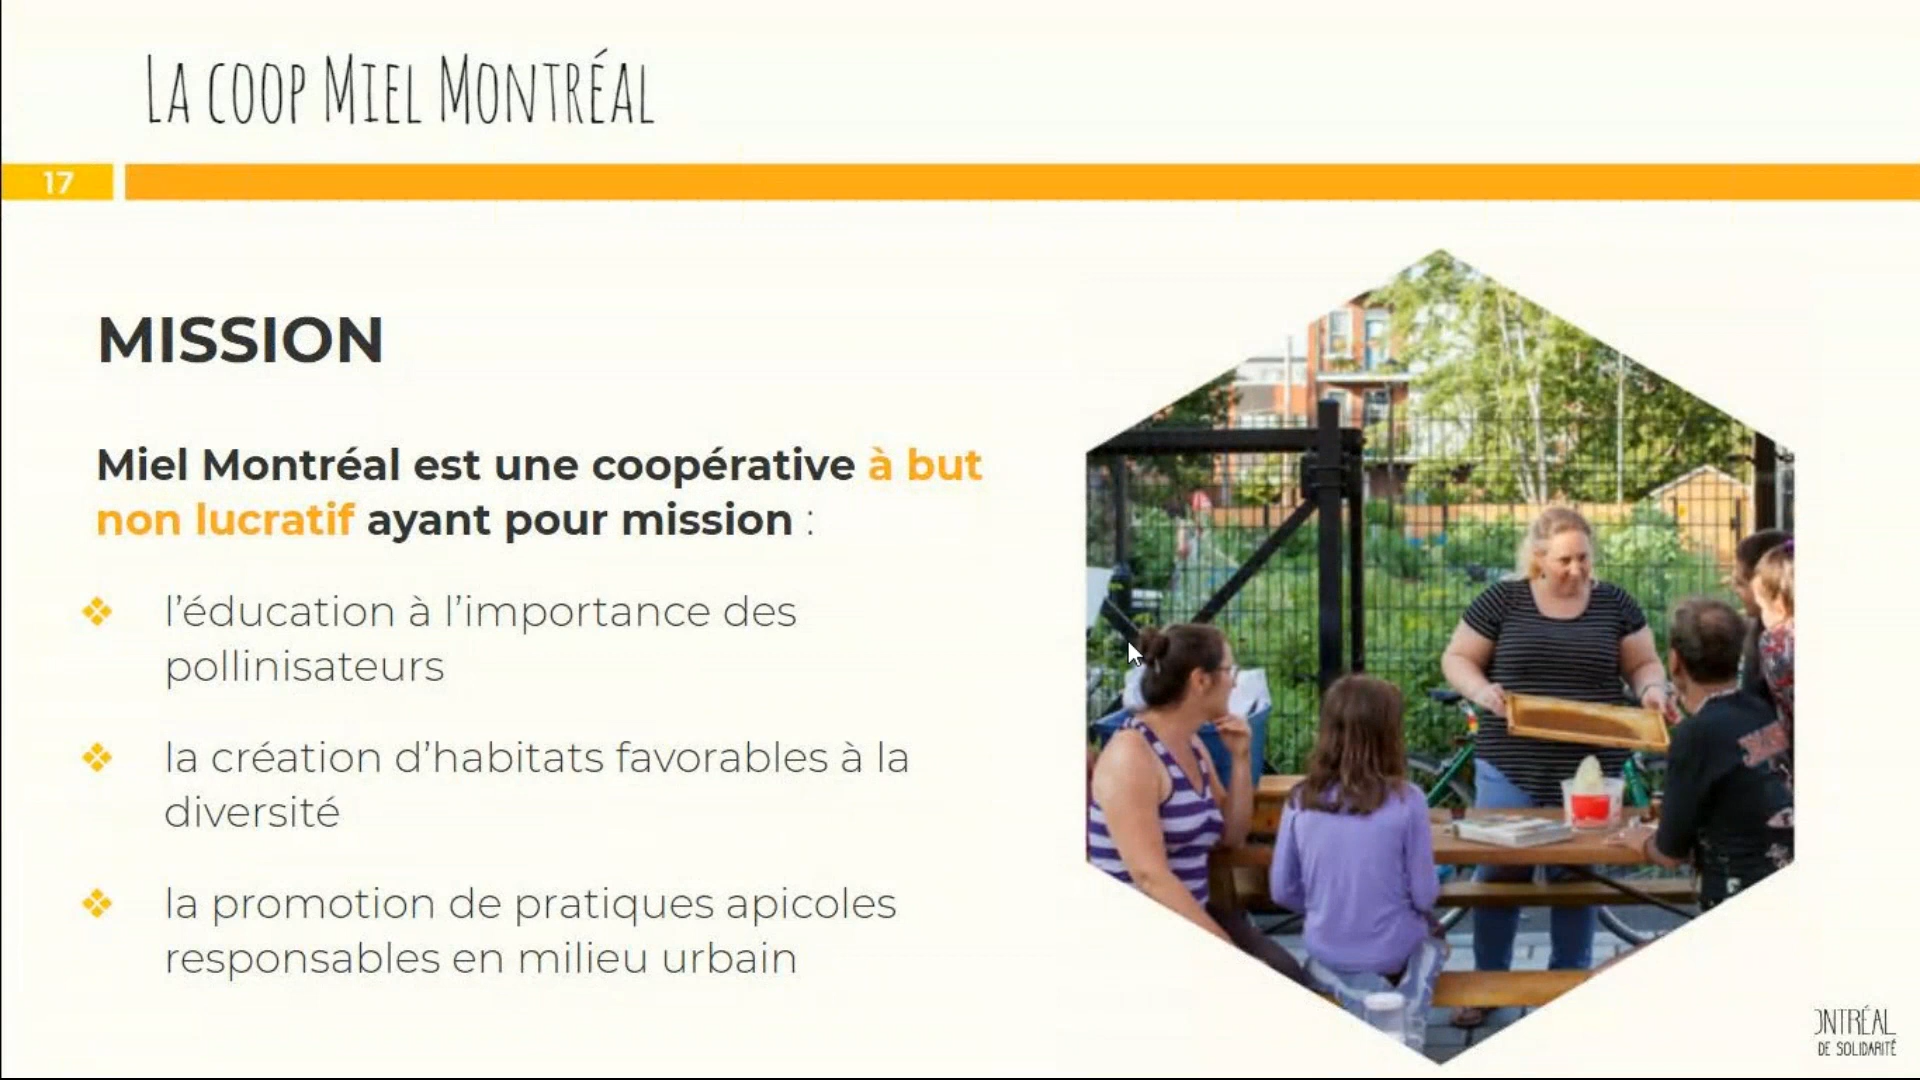 LA COOP MIEL MONTRÉAL
17
MISSION
Miel Montréal est une coopérative à but
non lucratif ayant pour mission :
l’éducation à l’importance des
pollinisateurs
la création d’habitats favorables à la
diversité
la promotion de pratiques apicoles
responsables en milieu urbain
ONTRÉAL
DE SOLIDARITÉ